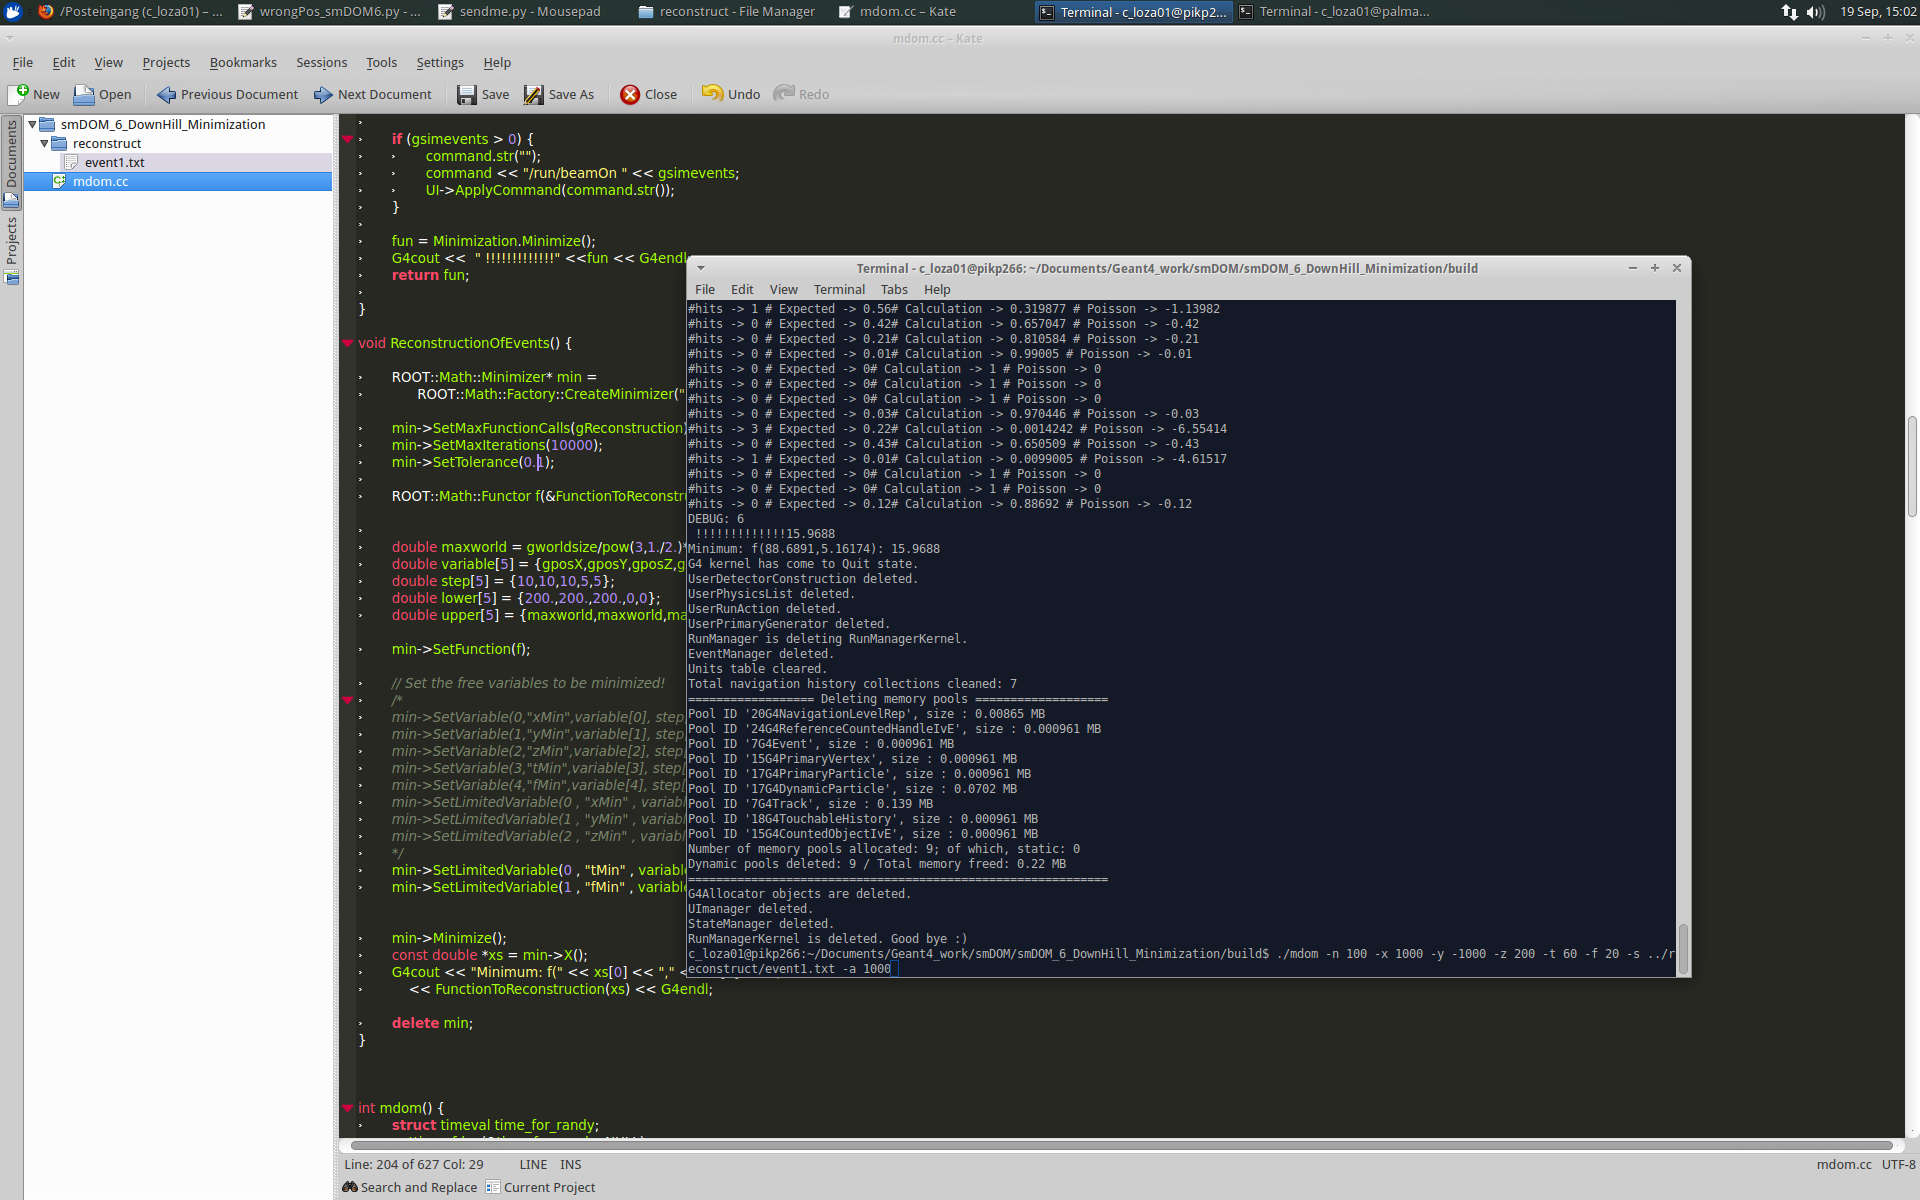 /Posteingang (c_loza01) – ...
wrongPos_smDOM6.py - ...
sendme.py - Mousepad
reconstruct - File Manager
mdom.cc – Kate
Terminal - c_loza01@pikp2...
Terminal - c_loza01@palma...
19 Sep, 15:02
mdom.cc – Kate
File Edit View Projects Bookmarks Sessions Tools Settings Help
New Open Previous Document Next Document Save Save As Close Undo Redo
Documents
Projects
smDOM_6_DownHill_Minimization
reconstruct
event1.txt
mdom.cc
if (gsimevents > 0) {
command.str("");
command << "/run/beamOn " << gsimevents;
UI->ApplyCommand(command.str());
}
fun = Minimization.Minimize();
G4cout << " !!!!!!!!!!!!!" <<fun << G4endl;
return fun;
}
void ReconstructionOfEvents() {
ROOT::Math::Minimizer* min =
ROOT::Math::Factory::CreateMinimizer("
min->SetMaxFunctionCalls(gReconstruction)
min->SetMaxIterations(10000);
min->SetTolerance(0.1);
ROOT::Math::Functor f(&FunctionToReconstru
double maxworld = gworldsize/pow(3,1./2.)*
double variable[5] = {gposX,gposY,gposZ,g
double step[5] = {10,10,10,5,5};
double lower[5] = {200.,200.,200.,0,0};
double upper[5] = {maxworld,maxworld,ma
min->SetFunction(f);
// Set the free variables to be minimized!
/*
min->SetVariable(0,"xMin",variable[0], step
min->SetVariable(1,"yMin",variable[1], step
min->SetVariable(2,"zMin",variable[2], step
min->SetVariable(3,"tMin",variable[3], step[
min->SetVariable(4,"fMin",variable[4], step[
min->SetLimitedVariable(0 , "xMin" , variab
min->SetLimitedVariable(1 , "yMin" , variab
min->SetLimitedVariable(2 , "zMin" , variab
*/
min->SetLimitedVariable(0 , "tMin" , variable
min->SetLimitedVariable(1 , "fMin" , variable
min->Minimize();
const double *xs = min->X();
G4cout << "Minimum: f(" << xs[0] << "," <
<< FunctionToReconstruction(xs) << G4endl;
delete min;
}
int mdom() {
struct timeval time_for_randy;
Terminal - c_loza01@pikp266: ~/Documents/Geant4_work/smDOM/smDOM_6_DownHill_Minimization/build
File Edit View Terminal Tabs Help
#hits -> 1 # Expected -> 0.56# Calculation -> 0.319877 # Poisson -> -1.13982
#hits -> 0 # Expected -> 0.42# Calculation -> 0.657047 # Poisson -> -0.42
#hits -> 0 # Expected -> 0.21# Calculation -> 0.810584 # Poisson -> -0.21
#hits -> 0 # Expected -> 0.01# Calculation -> 0.99005 # Poisson -> -0.01
#hits -> 0 # Expected -> 0# Calculation -> 1 # Poisson -> 0
#hits -> 0 # Expected -> 0# Calculation -> 1 # Poisson -> 0
#hits -> 0 # Expected -> 0# Calculation -> 1 # Poisson -> 0
#hits -> 0 # Expected -> 0.03# Calculation -> 0.970446 # Poisson -> -0.03
#hits -> 3 # Expected -> 0.22# Calculation -> 0.0014242 # Poisson -> -6.55414
#hits -> 0 # Expected -> 0.43# Calculation -> 0.650509 # Poisson -> -0.43
#hits -> 1 # Expected -> 0.01# Calculation -> 0.0099005 # Poisson -> -4.61517
#hits -> 0 # Expected -> 0# Calculation -> 1 # Poisson -> 0
#hits -> 0 # Expected -> 0# Calculation -> 1 # Poisson -> 0
#hits -> 0 # Expected -> 0.12# Calculation -> 0.88692 # Poisson -> -0.12
DEBUG: 6
!!!!!!!!!!!!!15.9688
Minimum: f(88.6891,5.16174): 15.9688
G4 kernel has come to Quit state.
UserDetectorConstruction deleted.
UserPhysicsList deleted.
UserRunAction deleted.
UserPrimaryGenerator deleted.
RunManager is deleting RunManagerKernel.
EventManager deleted.
Units table cleared.
Total navigation history collections cleaned: 7
================== Deleting memory pools ===================
Pool ID '20G4NavigationLevelRep', size : 0.00865 MB
Pool ID '24G4ReferenceCountedHandleIvE', size : 0.000961 MB
Pool ID '7G4Event', size : 0.000961 MB
Pool ID '15G4PrimaryVertex', size : 0.000961 MB
Pool ID '17G4PrimaryParticle', size : 0.000961 MB
Pool ID '17G4DynamicParticle', size : 0.0702 MB
Pool ID '7G4Track', size : 0.139 MB
Pool ID '18G4TouchableHistory', size : 0.000961 MB
Pool ID '15G4CountedObjectIvE', size : 0.000961 MB
Number of memory pools allocated: 9; of which, static: 0
Dynamic pools deleted: 9 / Total memory freed: 0.22 MB
============================================================
G4Allocator objects are deleted.
UImanager deleted.
StateManager deleted.
RunManagerKernel is deleted. Good bye :)
c_loza01@pikp266:~/Documents/Geant4_work/smDOM/smDOM_6_DownHill_Minimization/build$ ./mdom -n 100 -x 1000 -y -1000 -z 200 -t 60 -f 20 -s ../r
econstruct/event1.txt -a 1000
Line: 204 of 627 Col: 29 LINE INS
mdom.cc UTF-8
Search and Replace Current Project